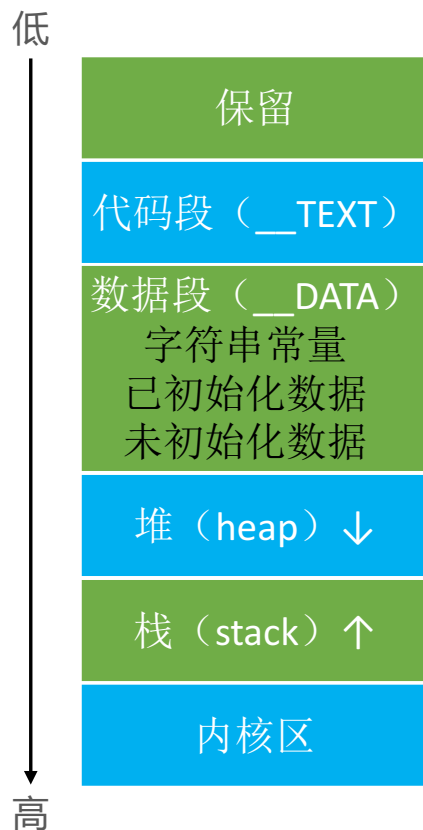 低
保留
代码段（__TEXT）
数据段（__DATA）
字符串常量
已初始化数据
未初始化数据
堆（heap）↓
栈（stack）↑
内核区
高